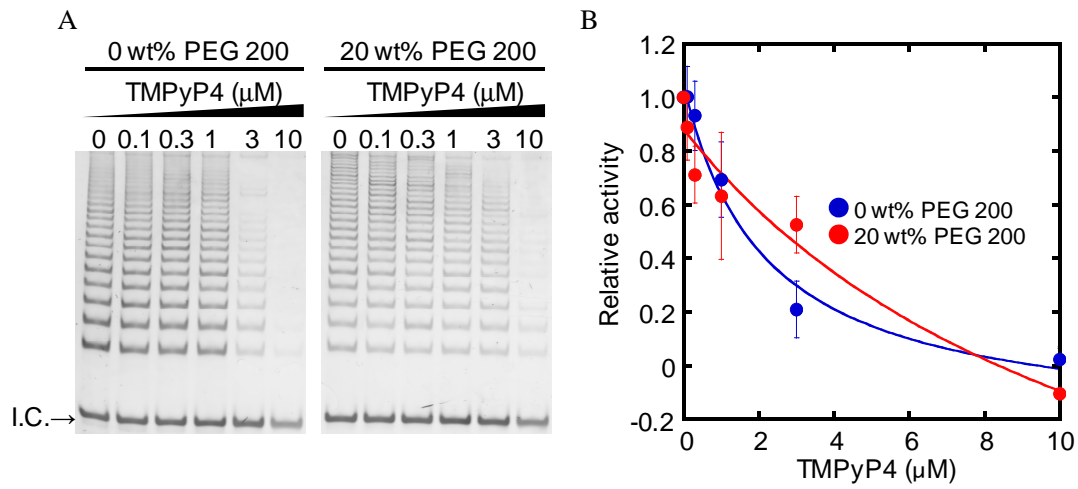 A
0 wt% PEG 200 20 wt% PEG 200
TMPyP4 (μM) TMPyP4 (μM)
0 0.1 0.3 1 3 10 0 0.1 0.3 1 3 10
I.C.→
B
1.2
1.0
0.8
0.6
0.4
0.2
0
-0.2
Relative activity
0 wt% PEG 200
20 wt% PEG 200
0 2 4 6 8 10
TMPyP4 (μM)